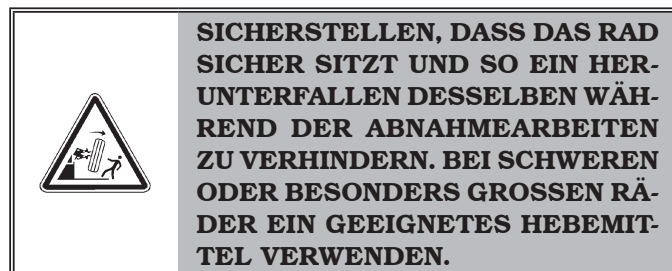 SICHERSTELLEN, DASS DAS RAD
SICHER SITZT UND SO EIN HER-
UNTERFALLEN DESSELBEN WÄH-
REND DER ABNAHMEARBEITEN
ZU VERHINDERN. BEI SCHWEREN
ODER BESONDERS GROSSEN RÄ-
DER EIN GEEIGNETES HEBEMIT-
TEL VERWENDEN.